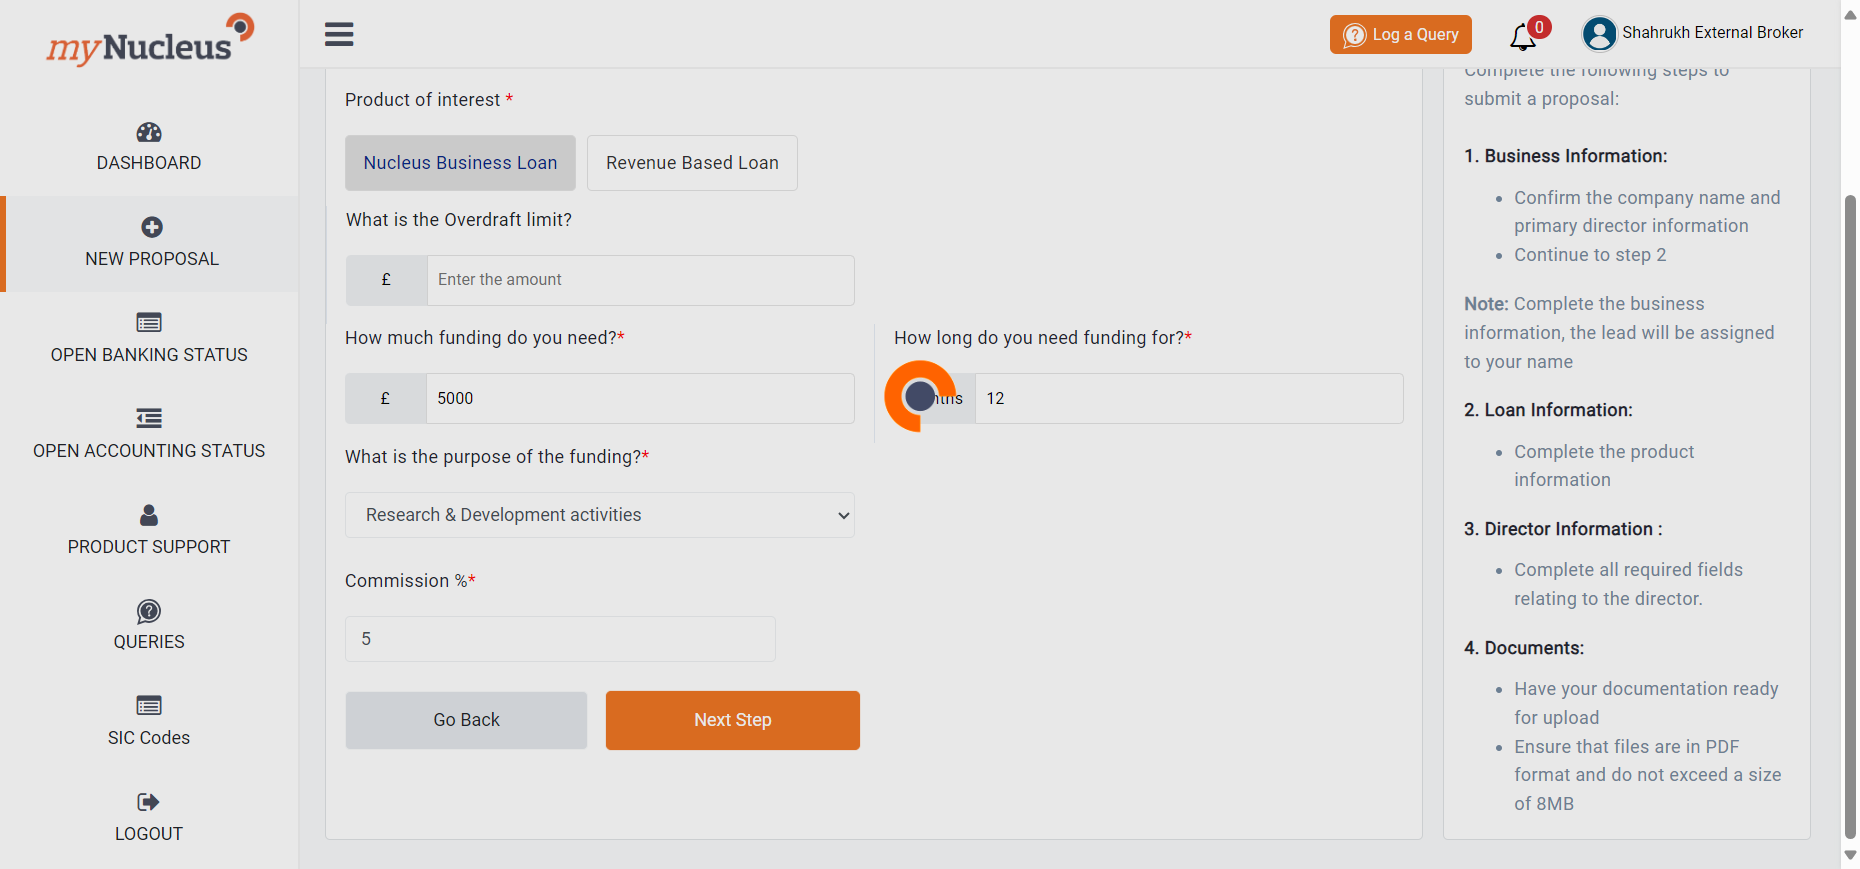 myNucleus
DASHBOARD
NEW PROPOSAL
OPEN BANKING STATUS
OPEN ACCOUNTING STATUS
PRODUCT SUPPORT
QUERIES
SIC Codes
LOGOUT
Log a Query
0
Shahrukh External Broker
Product of interest *
Nucleus Business Loan
Revenue Based Loan
What is the Overdraft limit?
£
Enter the amount
How much funding do you need?*
£
5000
How long do you need funding for?*
12
What is the purpose of the funding?*
Research & Development activities
Commission %*
5
Go Back
Next Step
Complete the following steps to
submit a proposal:
1. Business Information:
Confirm the company name and
primary director information
Continue to step 2
Note: Complete the business
information, the lead will be assigned
to your name
2. Loan Information:
Complete the product
information
3. Director Information :
Complete all required fields
relating to the director.
4. Documents:
Have your documentation ready
for upload
Ensure that files are in PDF
format and do not exceed a size
of 8MB